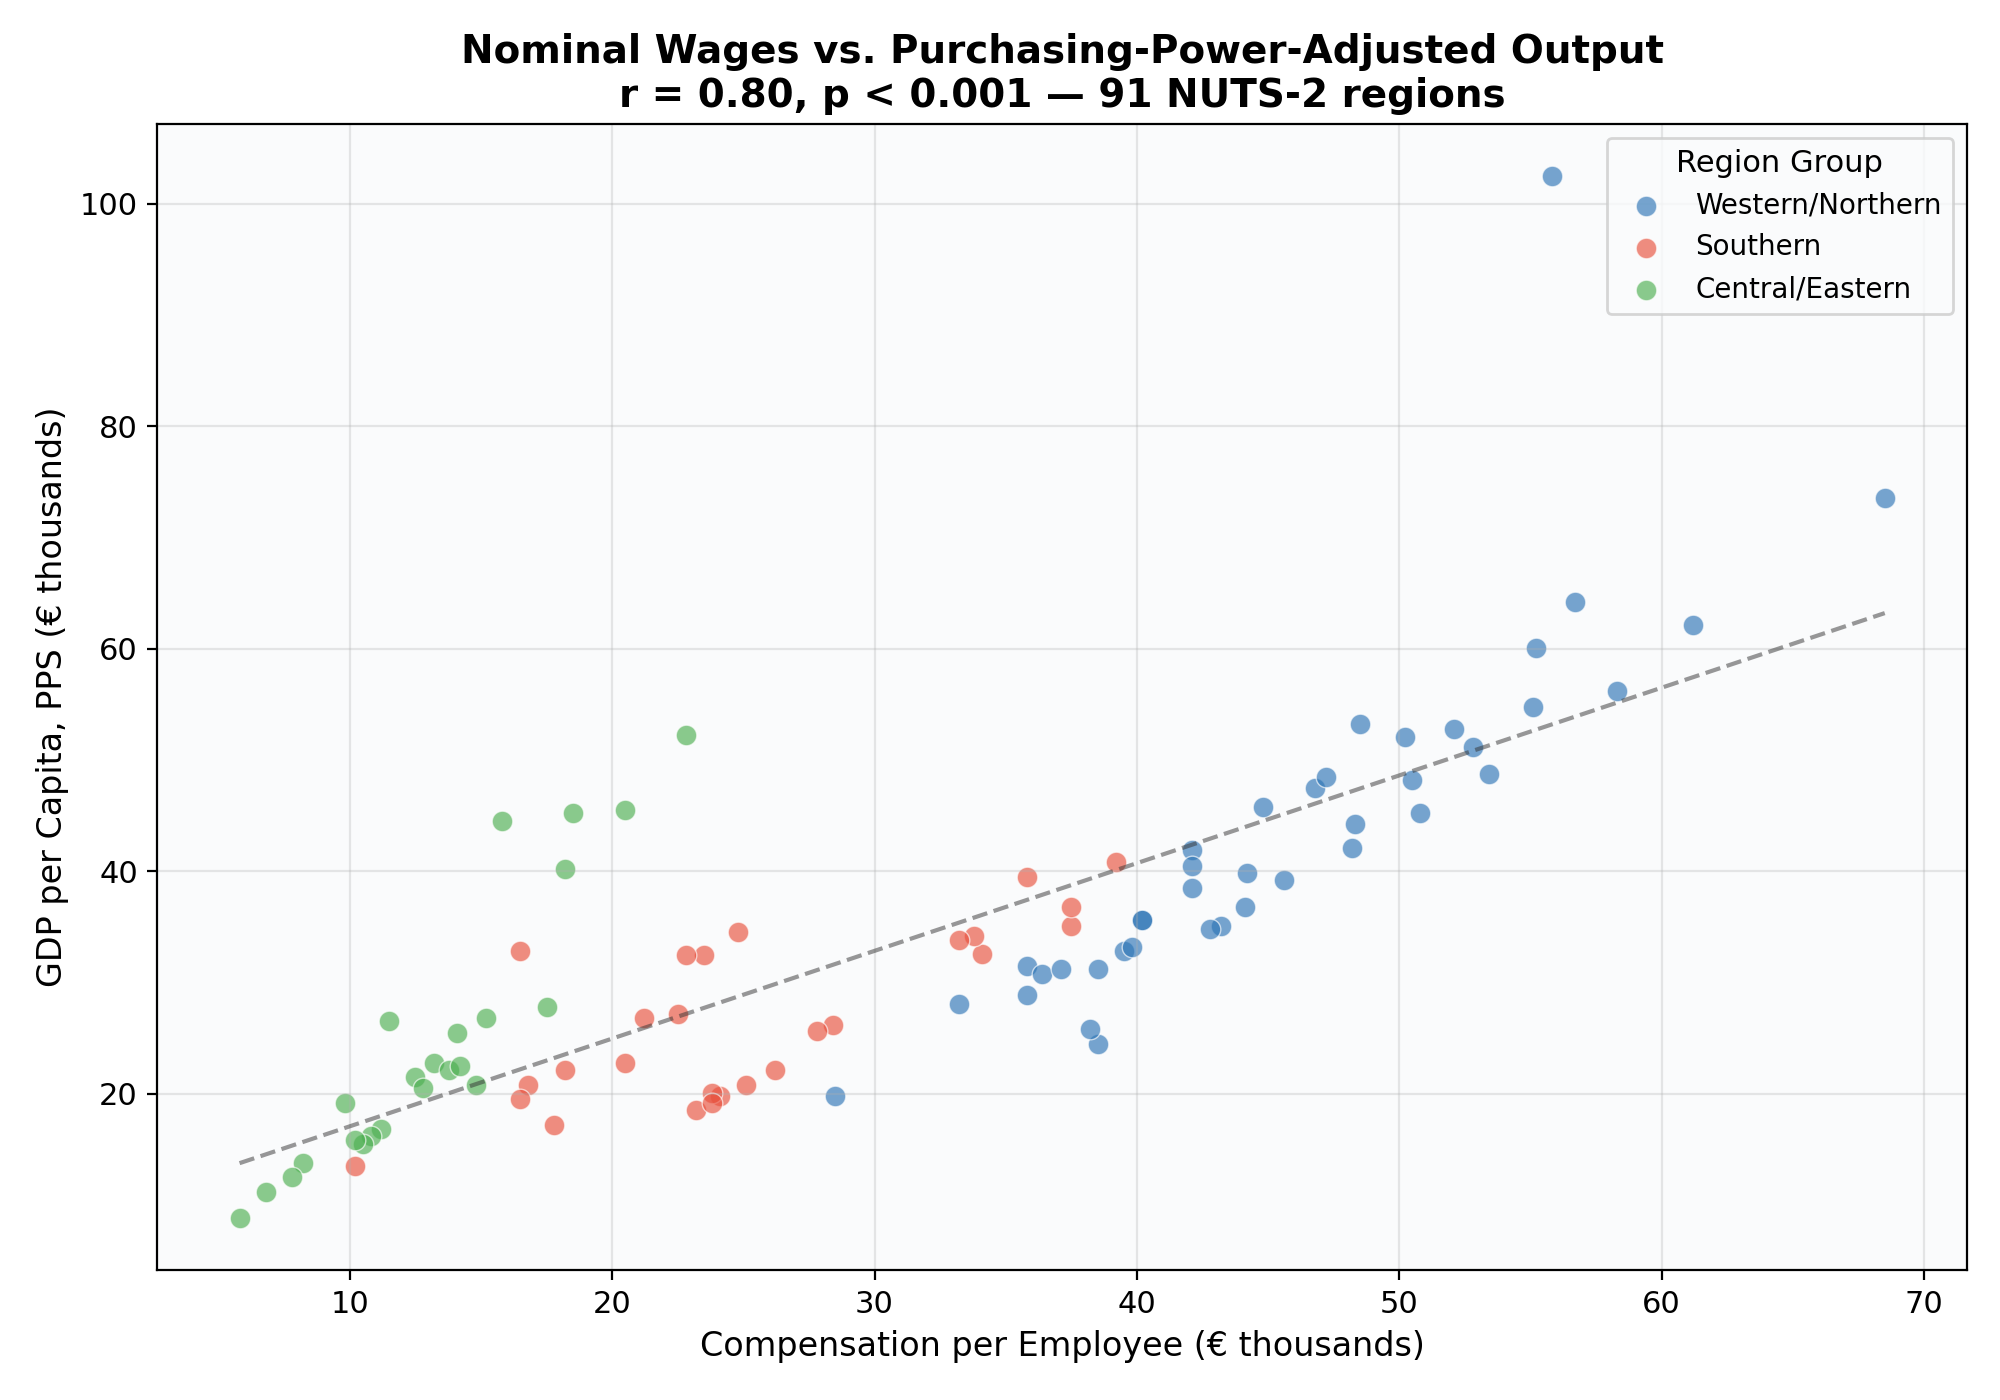 Nominal Wages vs. Purchasing-Power-Adjusted Output
r = 0.80, p < 0.001 — 91 NUTS-2 regions
Region Group
Western/Northern
Southern
Central/Eastern
GDP per Capita, PPS (€ thousands)
100
80
60
40
20
10
20
30
40
50
60
70
Compensation per Employee (€ thousands)